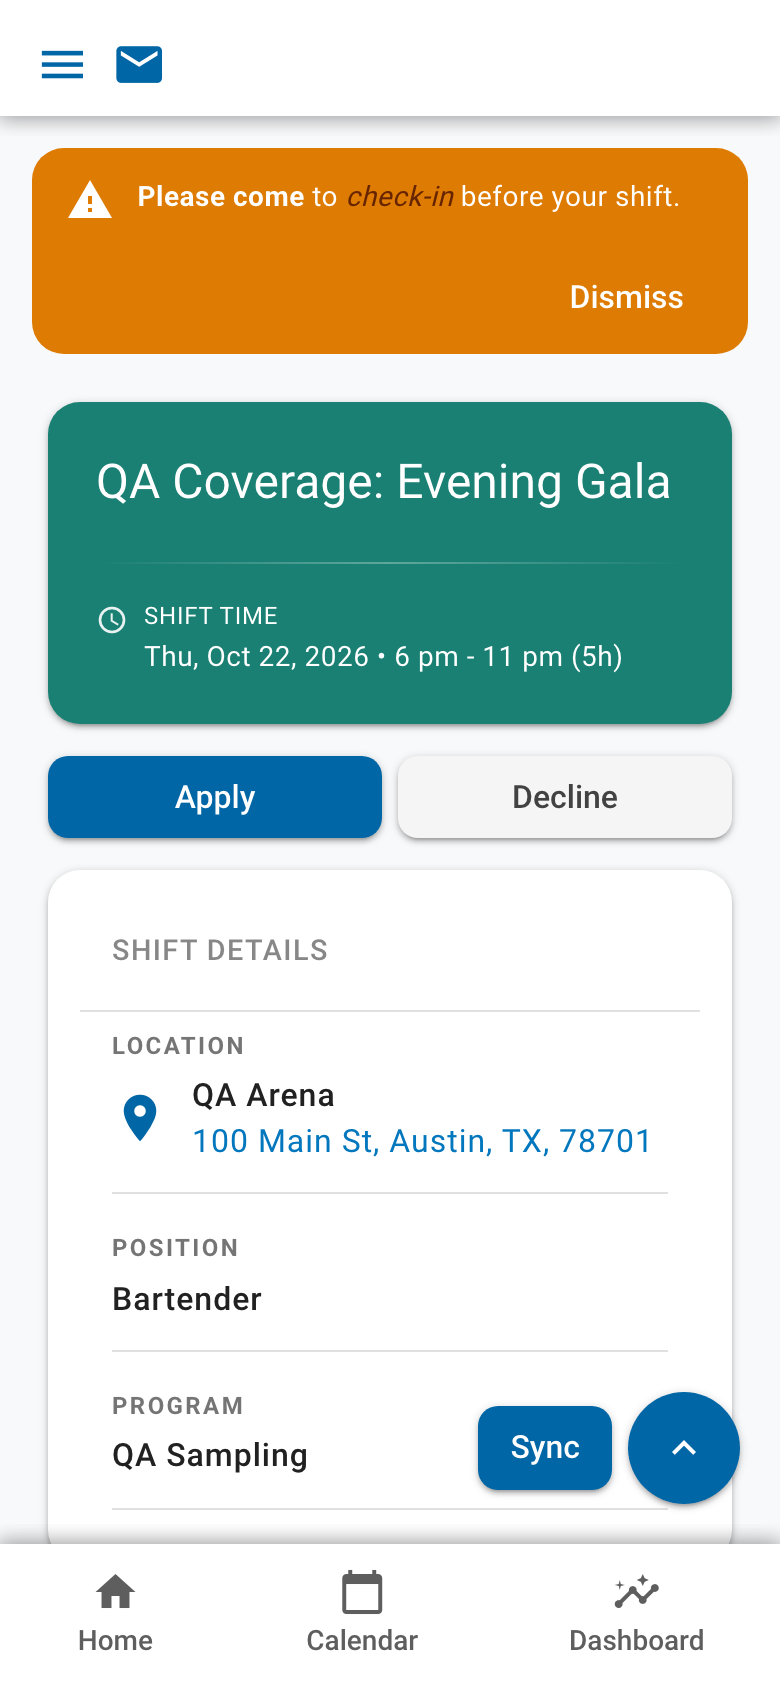 Please come to check-in before your shift.
Dismiss
QA Coverage: Evening Gala
SHIFT TIME
Thu, Oct 22, 2026 • 6 pm - 11 pm (5h)
Apply
Decline
SHIFT DETAILS
LOCATION
QA Arena
100 Main St, Austin, TX, 78701
POSITION
Bartender
PROGRAM
QA Sampling
Sync
Home
Calendar
Dashboard